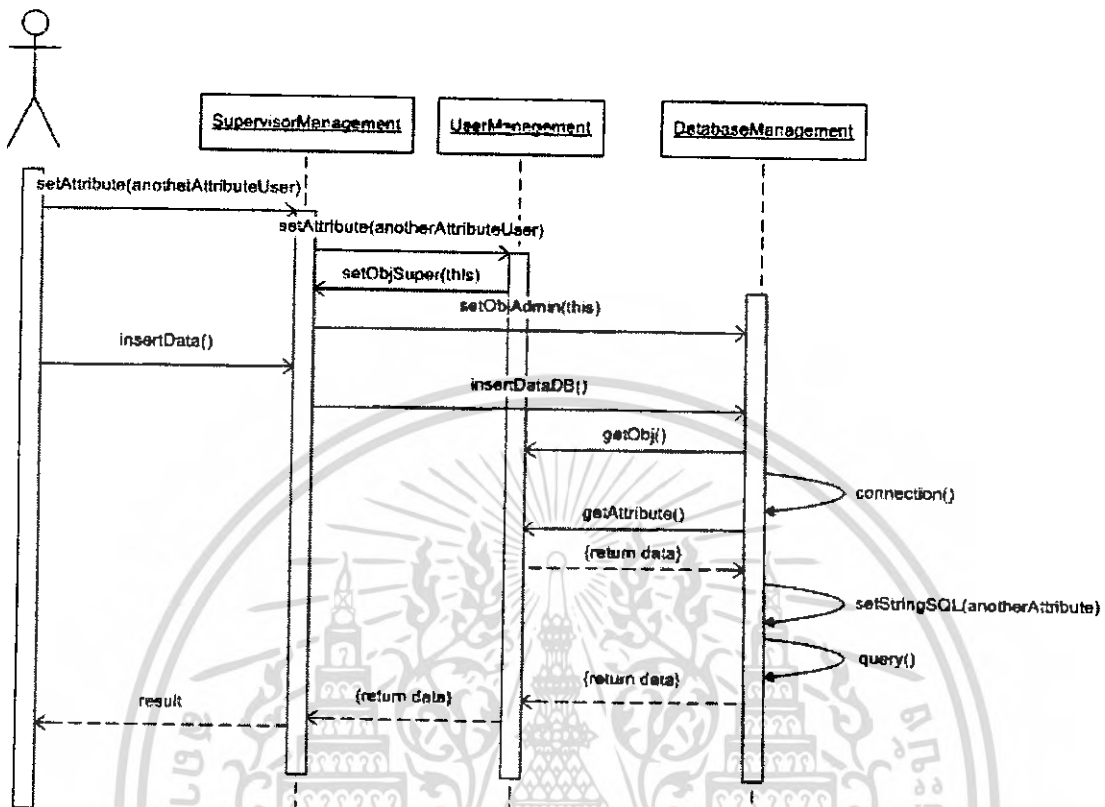 SupervisorManagement
UserManagement
DatabaseManagement
setAttribute(anothetAttributeUser)
setAttribute(anotherAttributeUser)
setObjSuper(this)
setObjAdmin(this)
insertData()
insertDataDB()
getObj()
connection()
getAttribute()
{return data}
setStringSQL(anotherAttribute)
query()
{return data}
{return data}
result